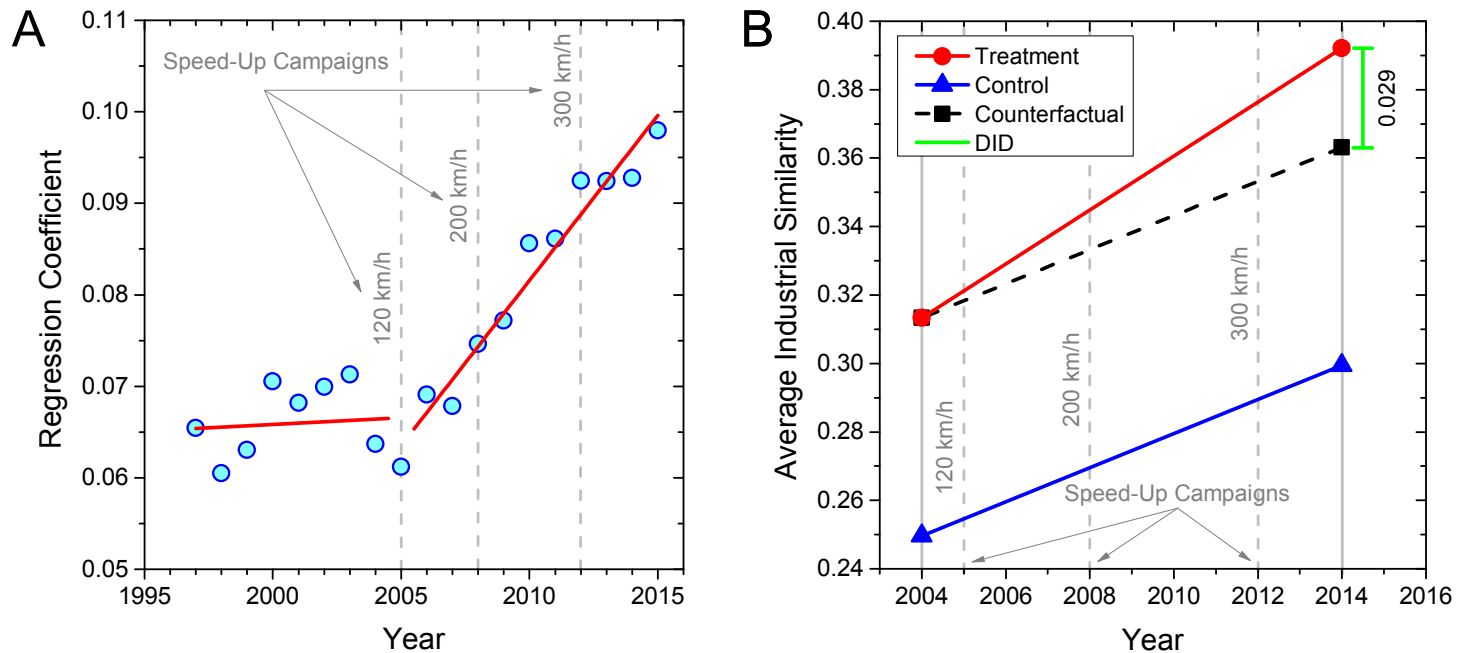 A
Speed-Up Campaigns
120 km/h
200 km/h
300 km/h
Regression Coefficient
0.11
0.10
0.09
0.08
0.07
0.06
0.05
1995
2000
2005
2010
2015
Year
B
Treatment
Control
Counterfactual
DID
0.029
120 km/h
200 km/h
300 km/h
Speed-Up Campaigns
Average Industrial Similarity
0.40
0.38
0.36
0.34
0.32
0.30
0.28
0.26
0.24
2004
2006
2008
2010
2012
2014
2016
Year